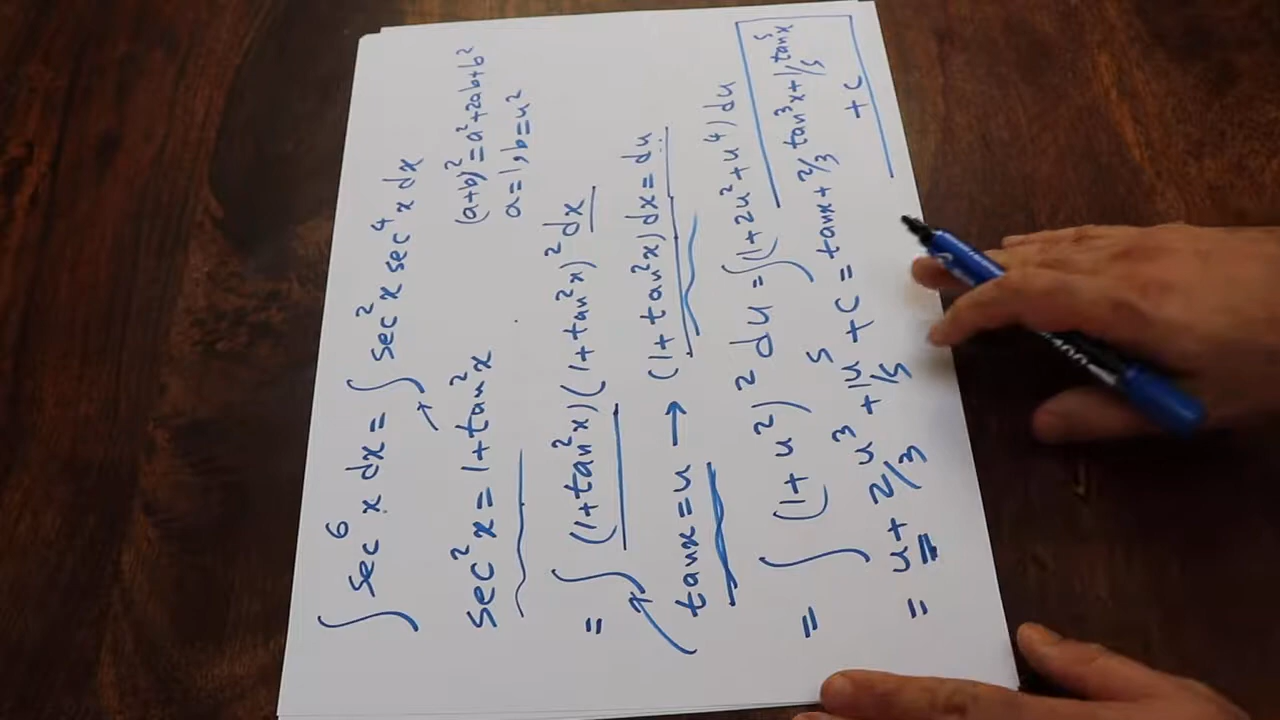 ∫ sec⁶x dx = ∫ sec²x sec⁴x dx
sec²x = 1+tan²x
(a+b)² = a²+2ab+b²
a=1, b=u²
= ∫ (1+tan²x)(1+tan²x)² dx
tanx = u → (1+tan²x) dx = du
= ∫ (1+u²)² du = ∫(1+2u²+u⁴) du
= u + 2/3 u³ + 1/5 u⁵ + C = tanx + 2/3 tan³x + 1/5 tan⁵x
+ C